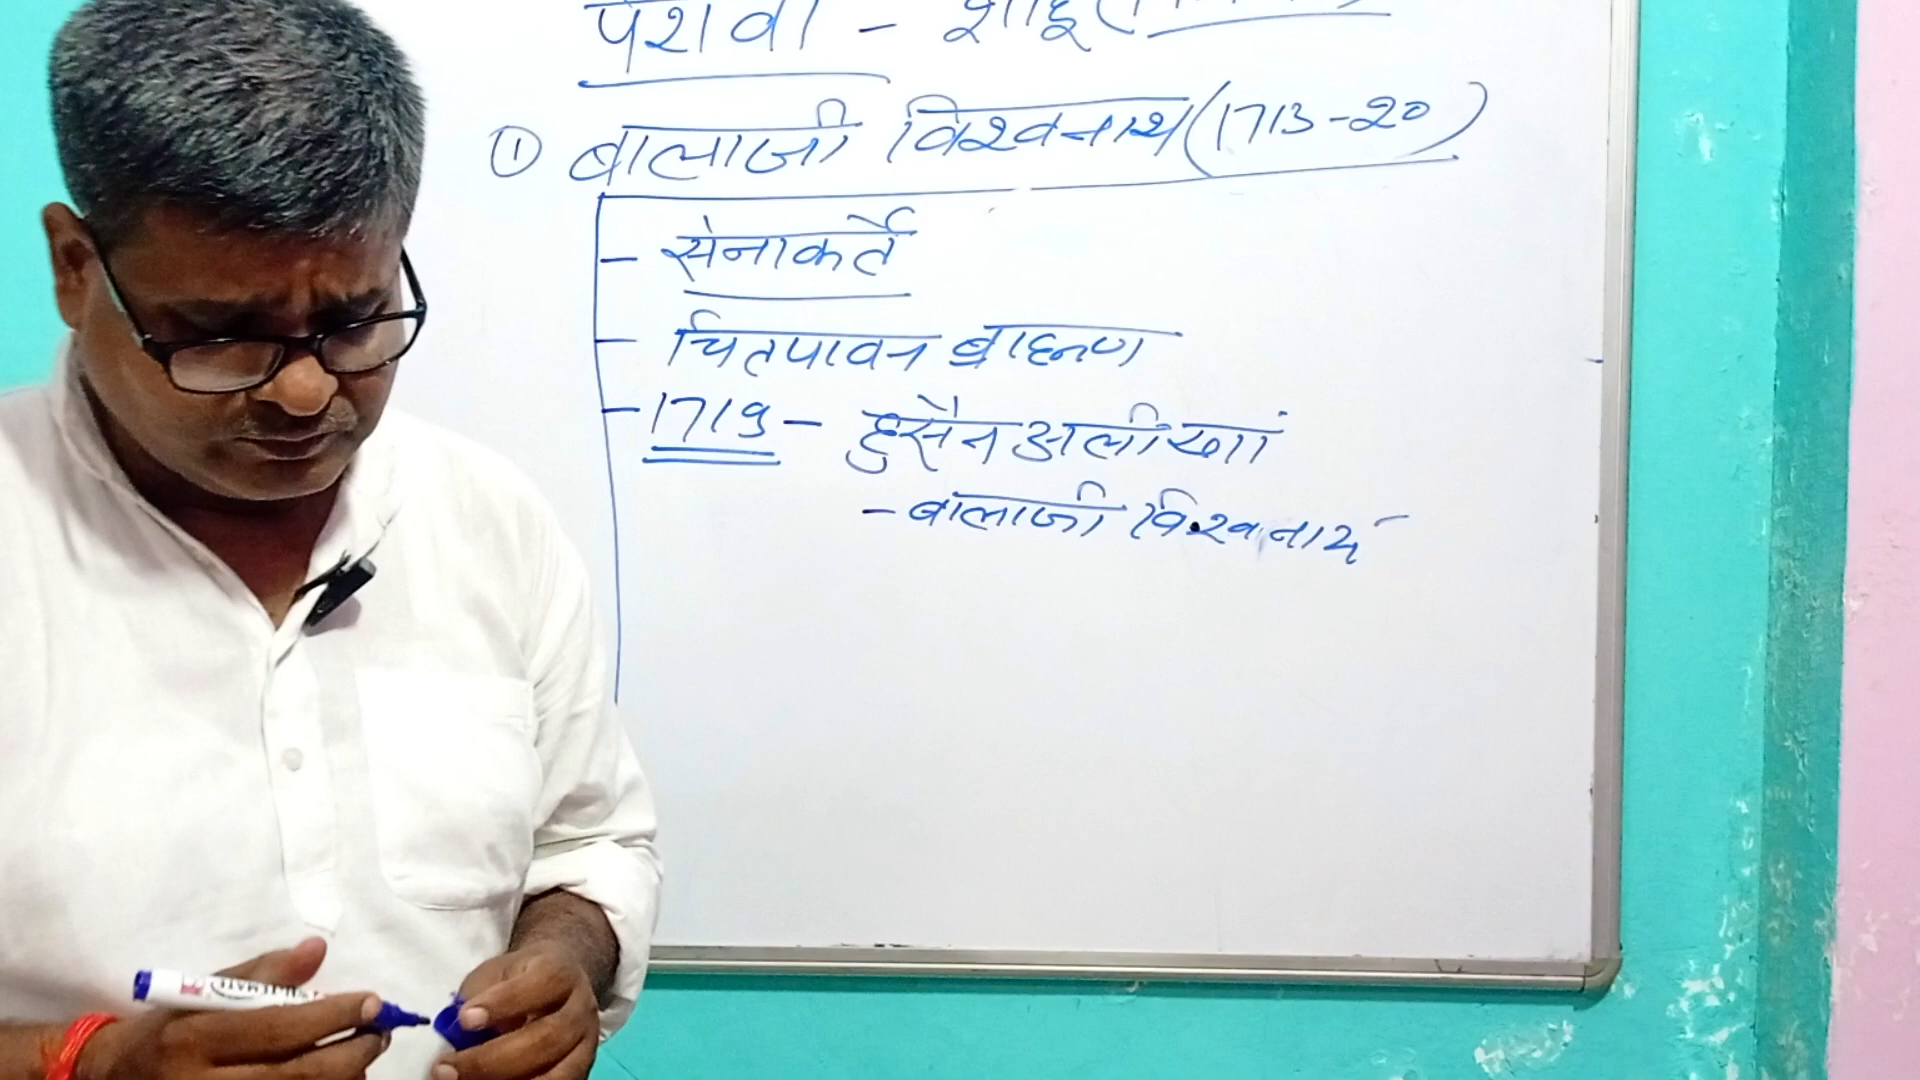 पेशवा - शाहू
① बालाजी विश्वनाथ (1713-20)
- सेनाकर्ते
- चितपावन ब्राह्मण
- 1719 - हुसैन अली खां
- बालाजी विश्वनाथ